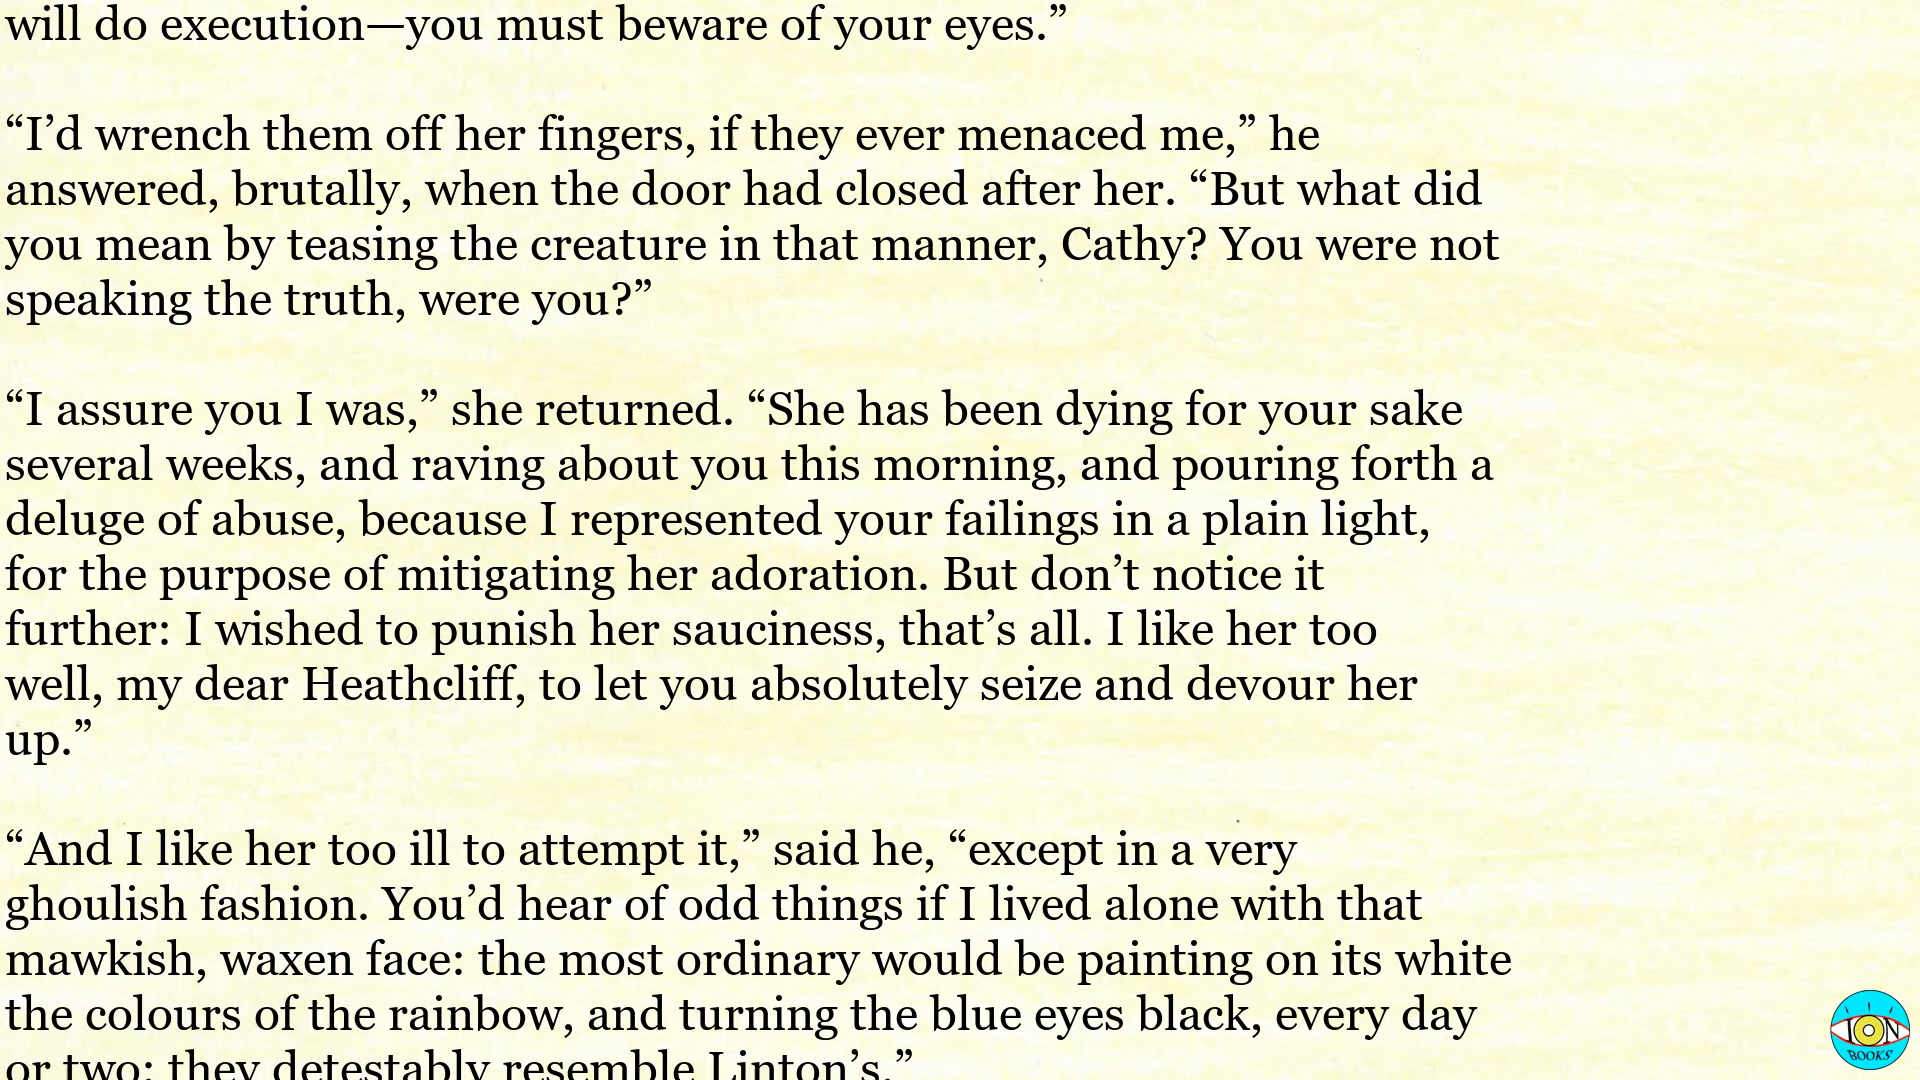 will do execution—you must beware of your eyes.”
“I’d wrench them off her fingers, if they ever menaced me,” he
answered, brutally, when the door had closed after her. “But what did
you mean by teasing the creature in that manner, Cathy? You were not
speaking the truth, were you?”
“I assure you I was,” she returned. “She has been dying for your sake
several weeks, and raving about you this morning, and pouring forth a
deluge of abuse, because I represented your failings in a plain light,
for the purpose of mitigating her adoration. But don’t notice it
further: I wished to punish her sauciness, that’s all. I like her too
well, my dear Heathcliff, to let you absolutely seize and devour her
up.”
“And I like her too ill to attempt it,” said he, “except in a very
ghoulish fashion. You’d hear of odd things if I lived alone with that
mawkish, waxen face: the most ordinary would be painting on its white
the colours of the rainbow, and turning the blue eyes black, every day
or two: they detestably resemble Linton’s.”
ION
BOOKS